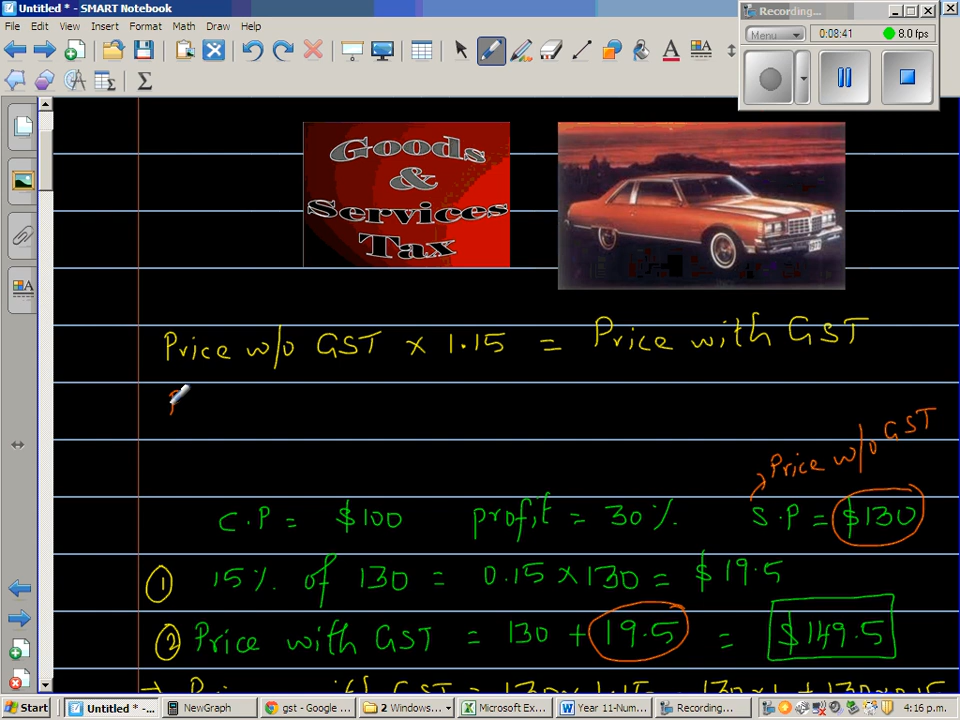 Untitled * - SMART Notebook
Recording...
File Edit View Insert Format Math Draw Help
Menu 0:08:41 8.0 fps
Goods
&
Services
Tax
Price w/o GST × 1.15 = Price with GST
P
Price w/o GST
C.P = $100 profit = 30%. S.P = $130
① 15%. of 130 = 0.15 × 130 = $19.5
② Price with GST = 130 + 19.5 = $149.5
Start Untitled * -... NewGraph gst - Google ... 2 Windows... Microsoft Ex... Year 11-Num... Recording... 4:16 p.m.